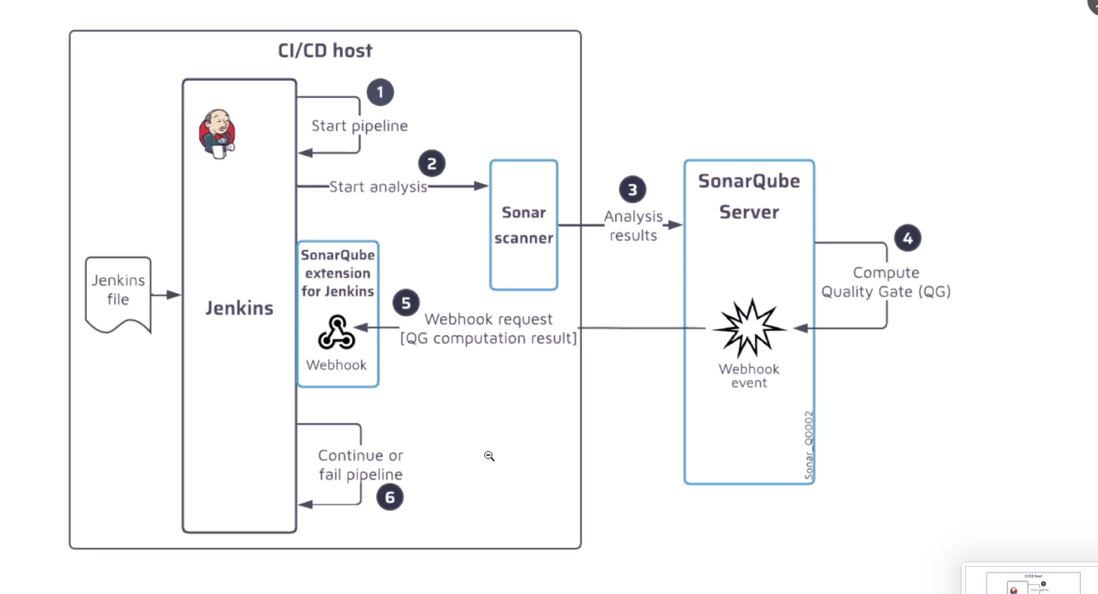 CI/CD host
1
Start pipeline
2
Start analysis
Sonar
scanner
3
Analysis
results
SonarQube
Server
4
Compute
Quality Gate (QG)
Jenkins
file
Jenkins
SonarQube
extension
for Jenkins
Webhook
5
Webhook request
[QG computation result]
Webhook
event
Sonar_Q0002
Continue or
fail pipeline
6